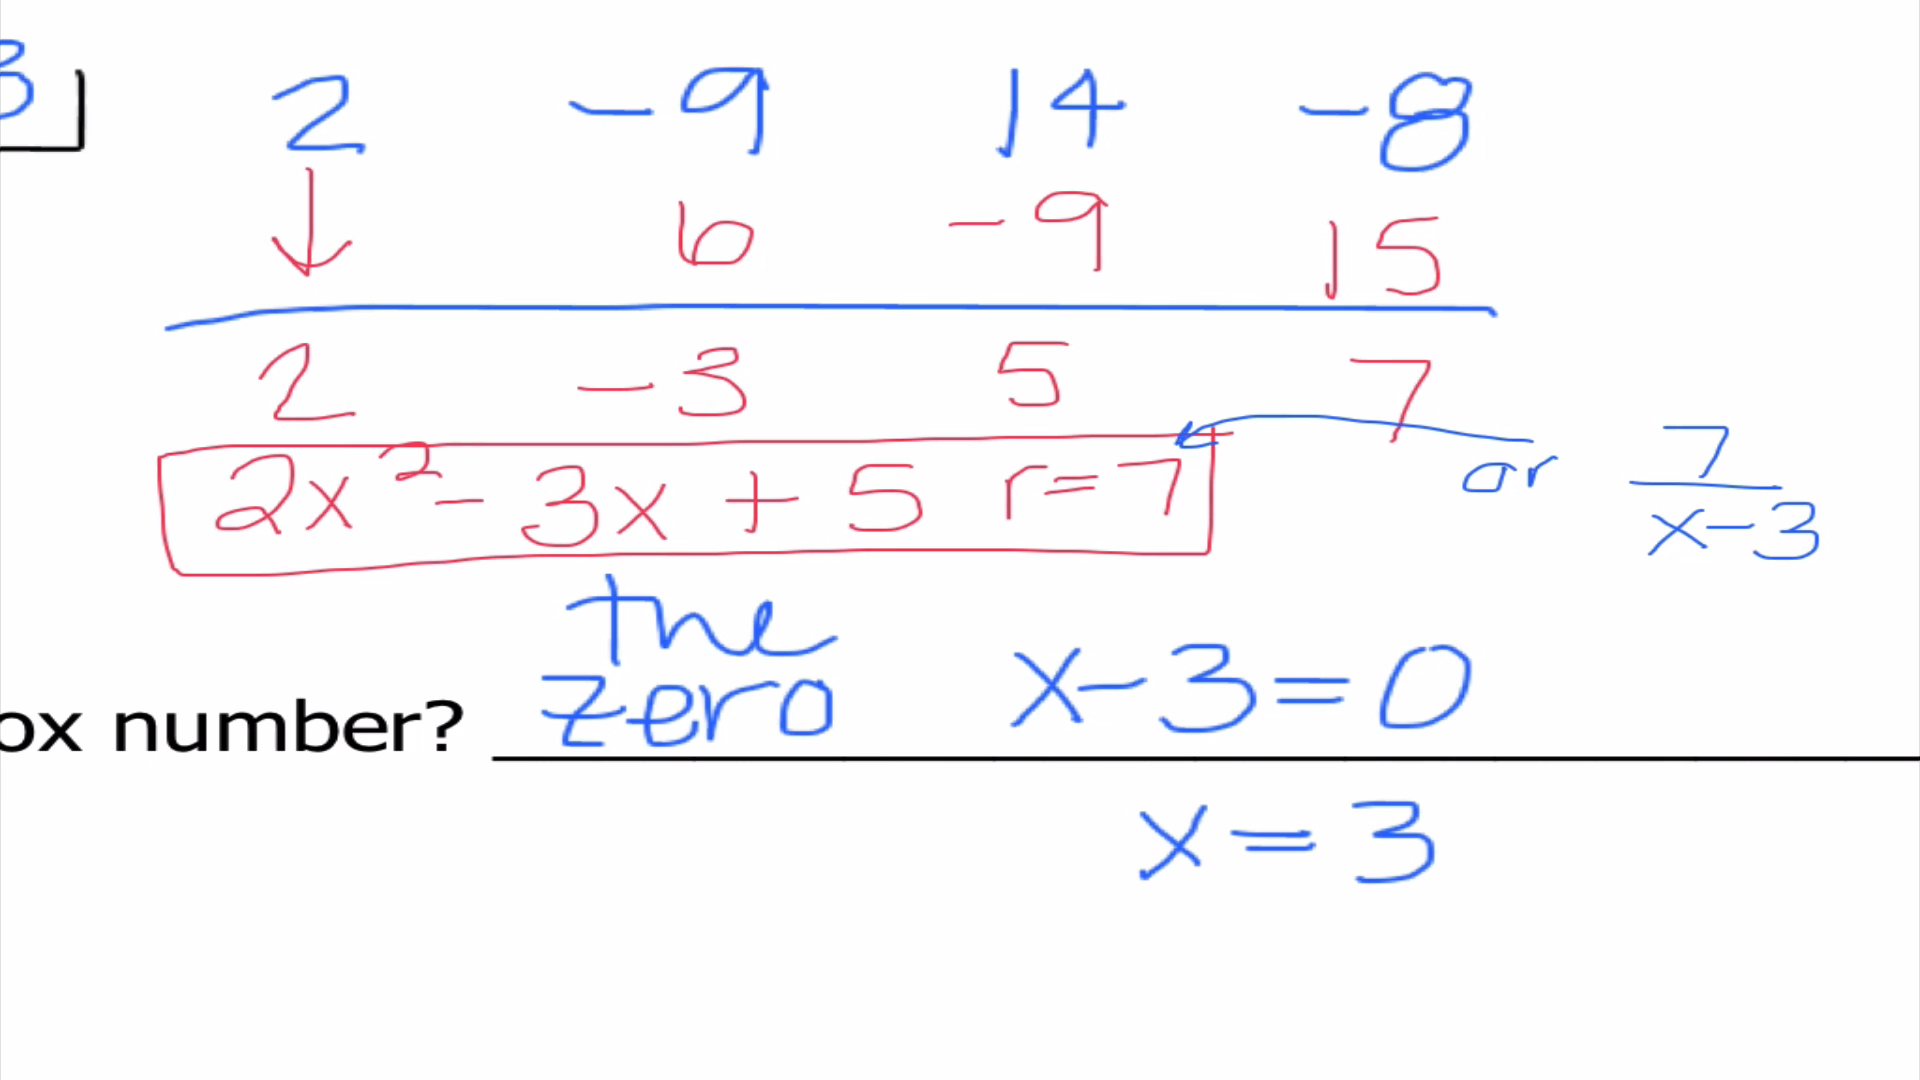 3 2 -9 14 -8
6 -9 15
2 -3 5 7
2x² - 3x + 5 r=7 or 7/(x-3)
the
zero x-3=0
ox number?
x=3